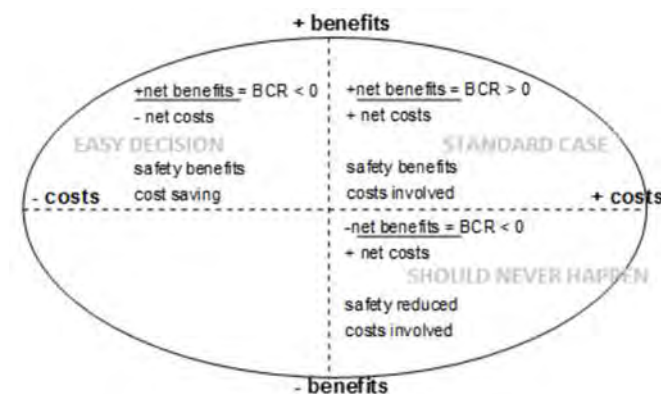 + benefits
+net benefits = BCR < 0
- net costs
EASY DECISION
safety benefits
cost saving
+net benefits = BCR > 0
+ net costs
STANDARD CASE
safety benefits
costs involved
- costs
+ costs
-net benefits = BCR < 0
+ net costs
SHOULD NEVER HAPPEN
safety reduced
costs involved
- benefits